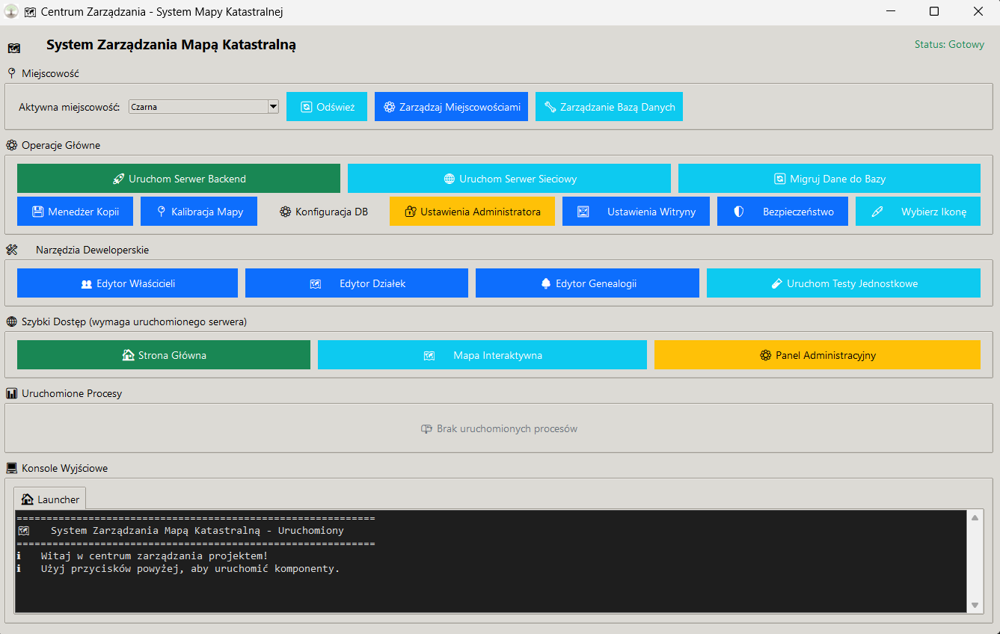 Centrum Zarządzania - System Mapy Katastralnej
System Zarządzania Mapą Katastralną
Status: Gotowy
Miejscowość
Aktywna miejscowość: Czarna Odśwież Zarządzaj Miejscowościami Zarządzanie Bazą Danych
Operacje Główne
Uruchom Serwer Backend Uruchom Serwer Sieciowy Migruj Dane do Bazy
Menedżer Kopii Kalibracja Mapy Konfiguracja DB Ustawienia Administratora Ustawienia Witryny Bezpieczeństwo Wybierz Ikonę
Narzędzia Deweloperskie
Edytor Właścicieli Edytor Działek Edytor Genealogii Uruchom Testy Jednostkowe
Szybki Dostęp (wymaga uruchomionego serwera)
Strona Główna Mapa Interaktywna Panel Administracyjny
Uruchomione Procesy
Brak uruchomionych procesów
Konsole Wyjściowe
Launcher
============================================================
System Zarządzania Mapą Katastralną - Uruchomiony
============================================================
ℹ Witaj w centrum zarządzania projektem!
ℹ Użyj przycisków powyżej, aby uruchomić komponenty.